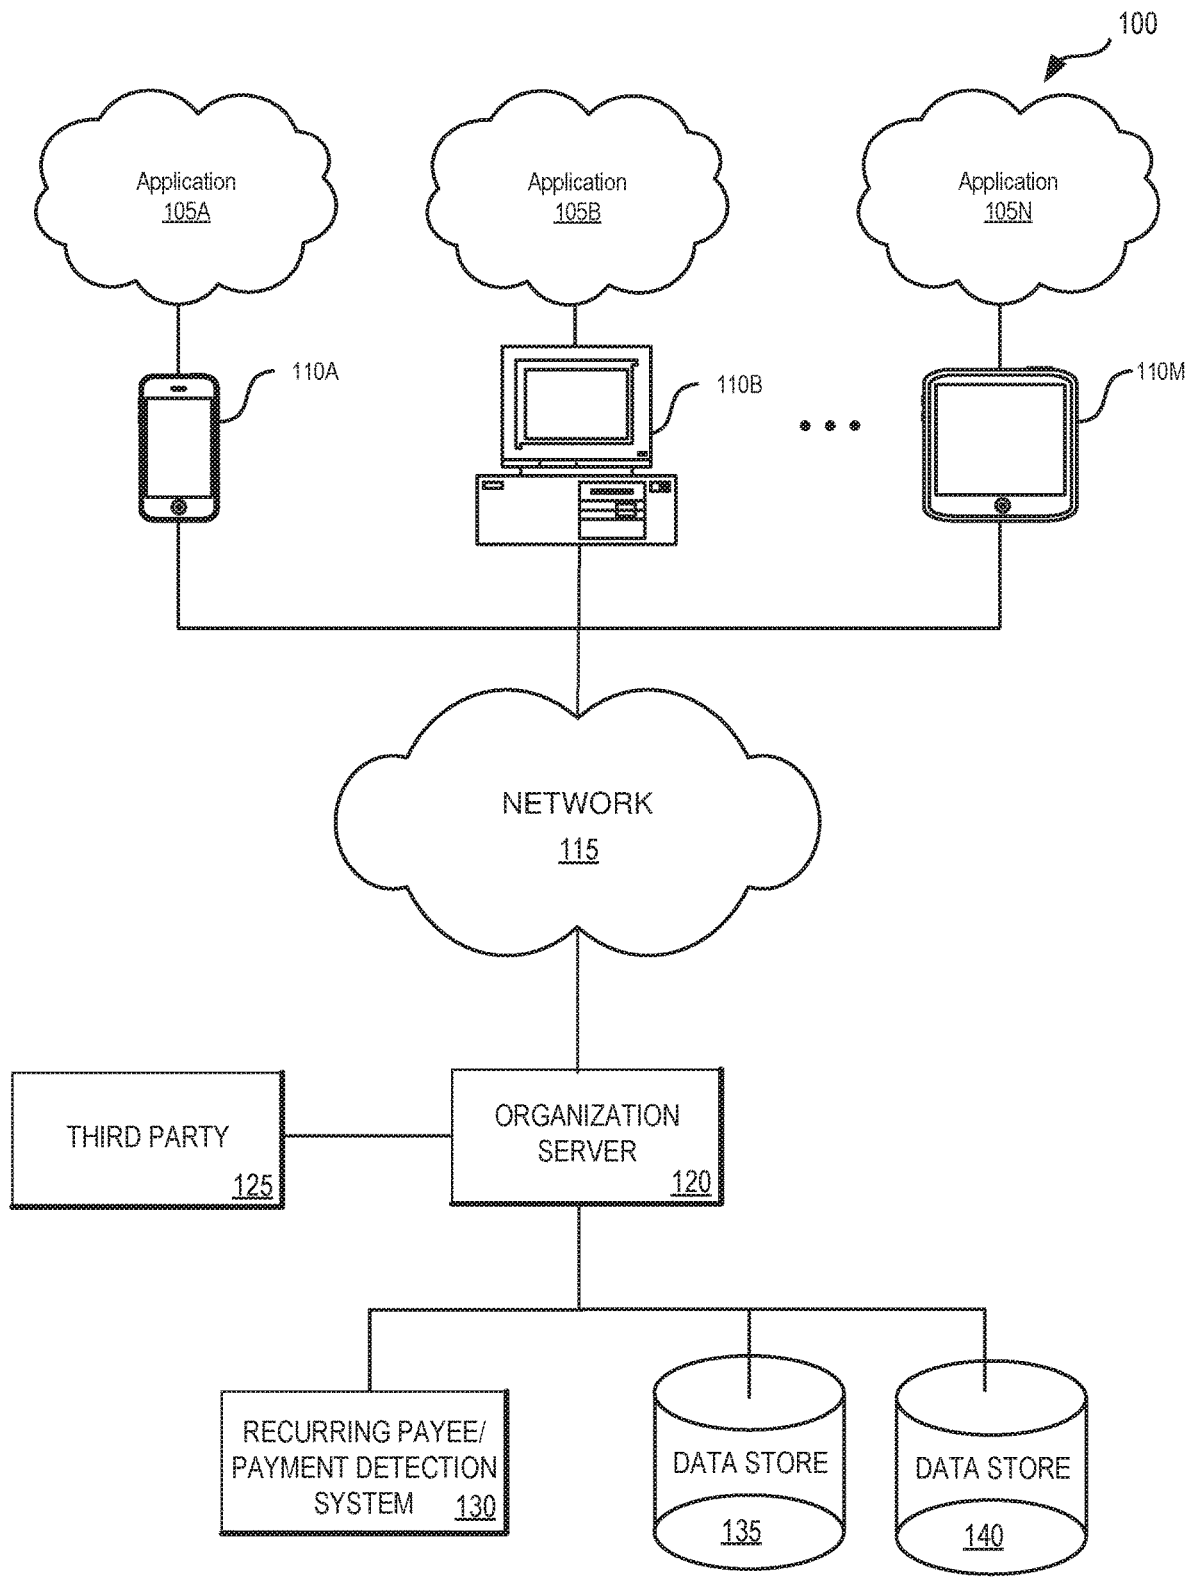 100
Application
105A
Application
105B
Application
105N
110A
110B
110M
NETWORK
115
THIRD PARTY
125
ORGANIZATION
SERVER
120
RECURRING PAYEE/
PAYMENT DETECTION
SYSTEM
130
DATA STORE
135
DATA STORE
140